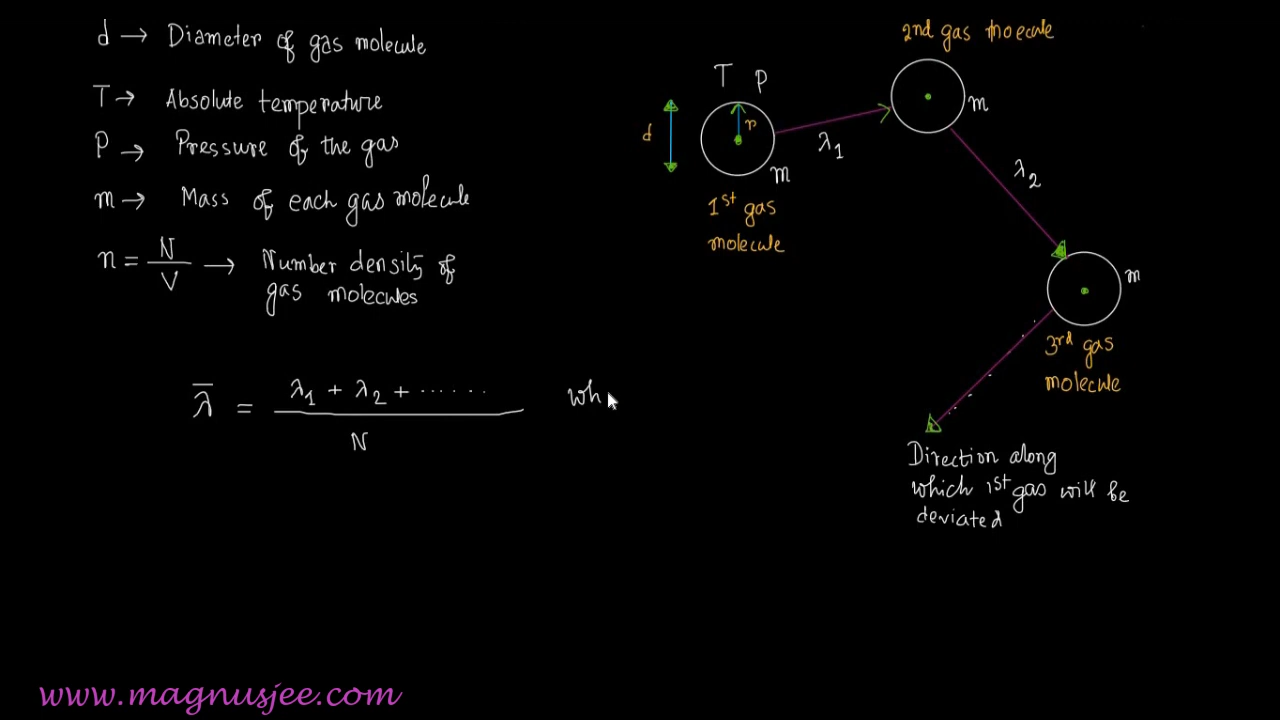 d → Diameter of gas molecule
T → Absolute temperature
P → Pressure of the gas
m → Mass of each gas molecule
n = N/V → Number density of
gas molecules
λ̄ = (λ₁ + λ₂ + ......)/N   wh
2nd gas moecule
T P
d
r
m
λ₁
m
1st gas
molecule
λ₂
m
3rd gas
molecule
Direction along
which 1st gas will be
deviated
www.magnusjee.com